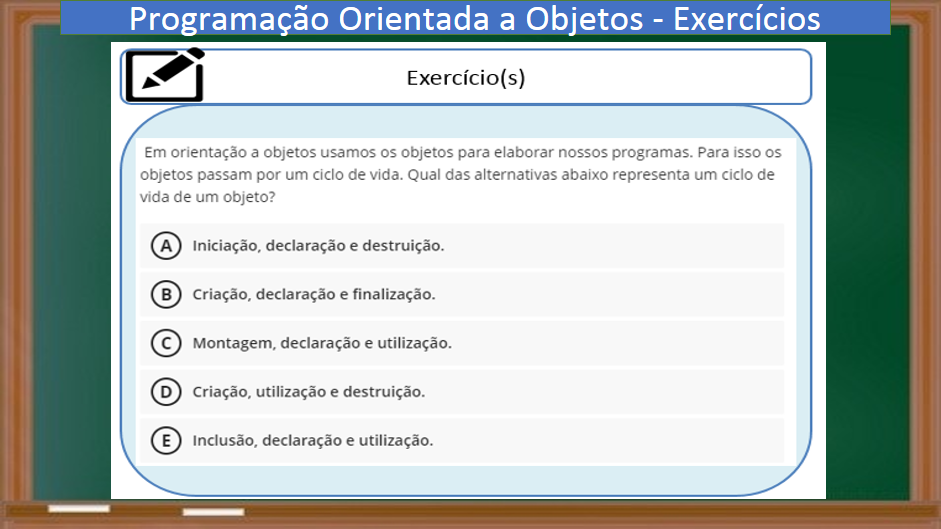 Programação Orientada a Objetos - Exercícios
Exercício(s)
Em orientação a objetos usamos os objetos para elaborar nossos programas. Para isso os
objetos passam por um ciclo de vida. Qual das alternativas abaixo representa um ciclo de
vida de um objeto?
A Iniciação, declaração e destruição.
B Criação, declaração e finalização.
C Montagem, declaração e utilização.
D Criação, utilização e destruição.
E Inclusão, declaração e utilização.